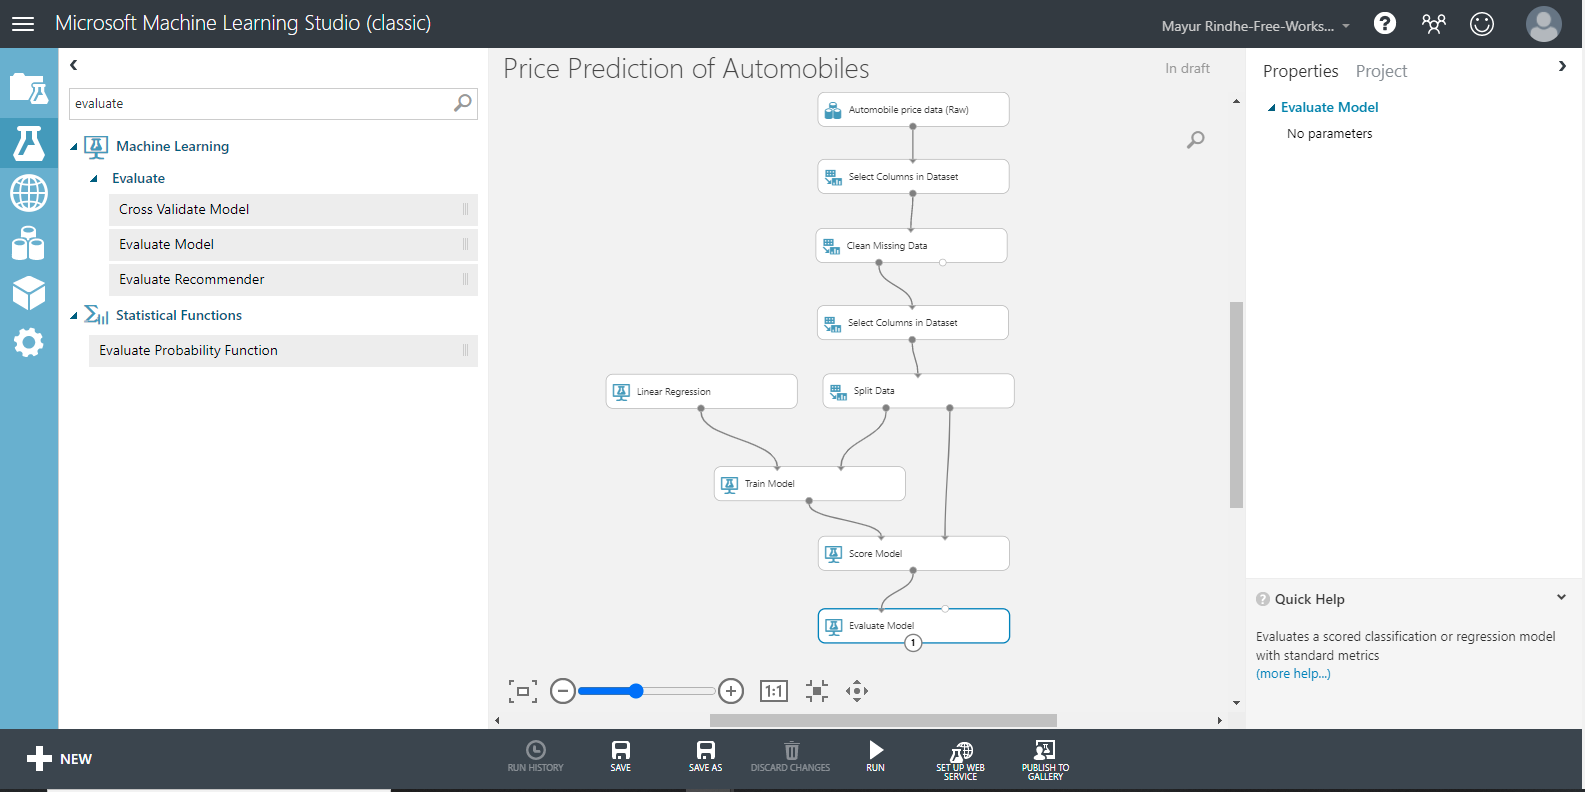 Microsoft Machine Learning Studio (classic)
Mayur Rindhe-Free-Works...
?
evaluate
Machine Learning
Evaluate
Cross Validate Model
Evaluate Model
Evaluate Recommender
Statistical Functions
Evaluate Probability Function
Price Prediction of Automobiles
In draft
Automobile price data (Raw)
Select Columns in Dataset
Clean Missing Data
Select Columns in Dataset
Linear Regression
Split Data
Train Model
Score Model
Evaluate Model
1
1:1
Properties
Project
Evaluate Model
No parameters
? Quick Help
Evaluates a scored classification or regression model
with standard metrics
(more help...)
NEW
RUN HISTORY
SAVE
SAVE AS
DISCARD CHANGES
RUN
SET UP WEB
SERVICE
PUBLISH TO
GALLERY